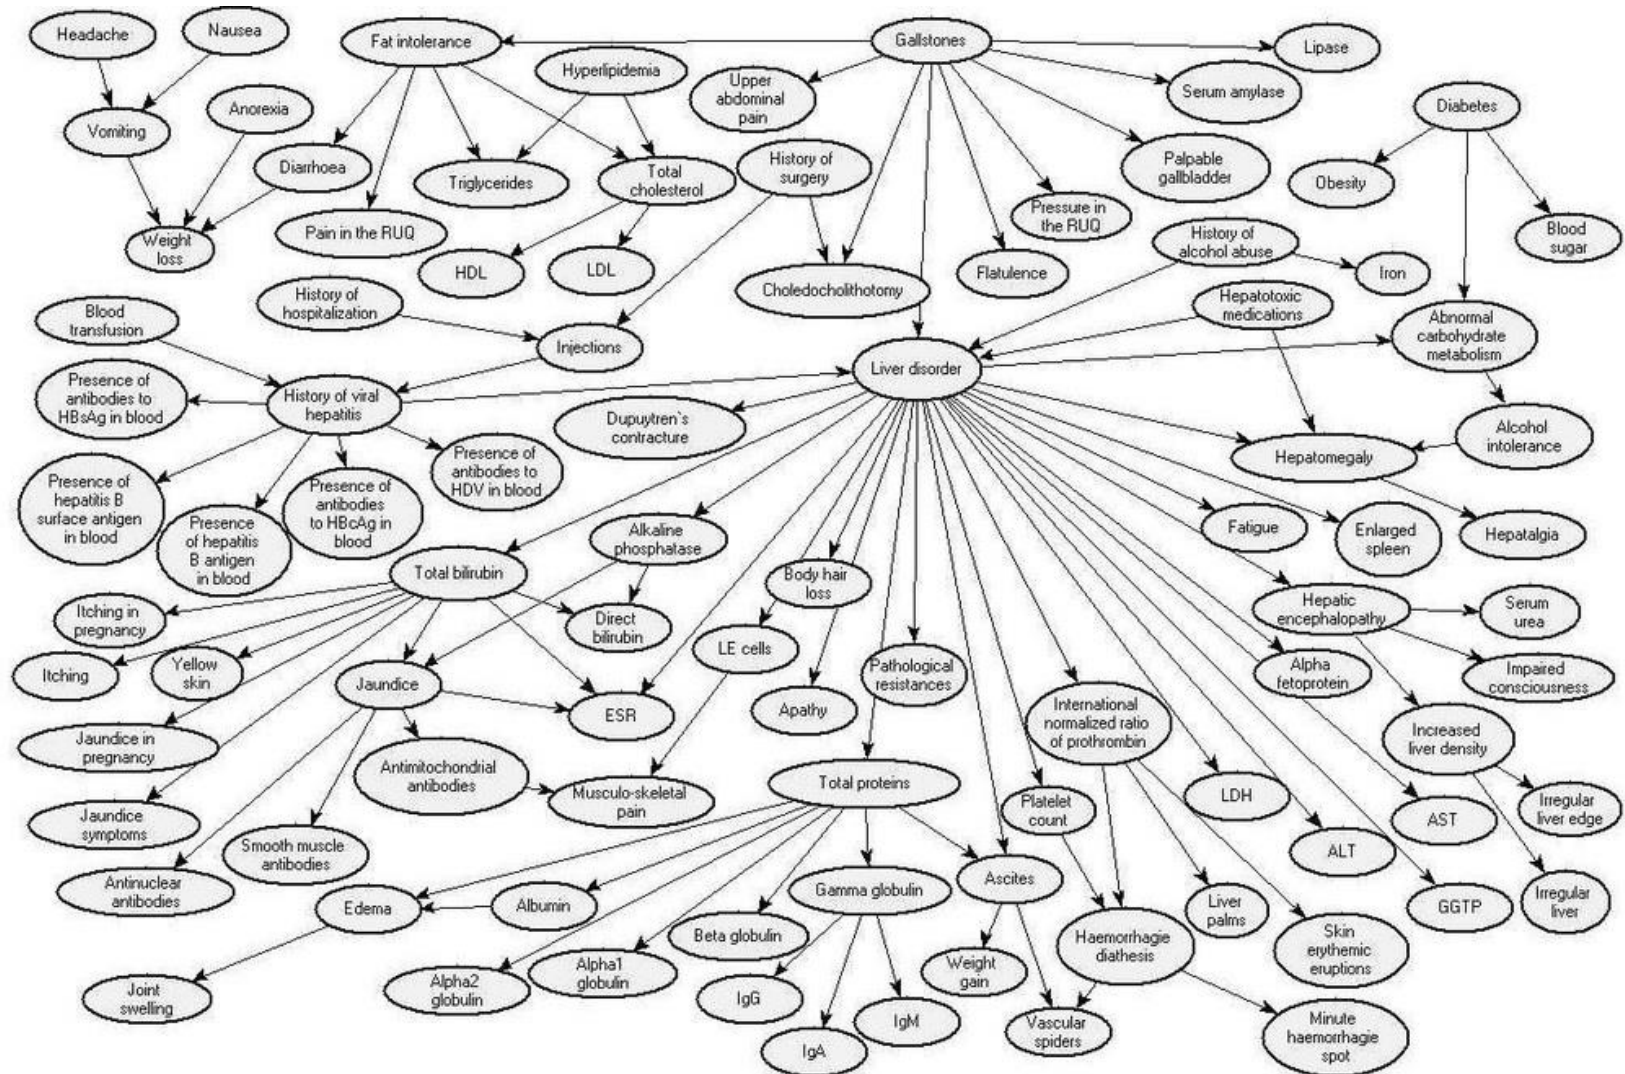 Headache
Nausea
Fat intolerance
Gallstones
Lipase
Hyperlipidemia
Upper
abdominal
pain
Serum amylase
Diabetes
Anorexia
Vomiting
Diarrhoea
Triglycerides
Total
cholesterol
History of
surgery
Palpable
gallbladder
Obesity
Pressure in
the RUQ
Blood
sugar
Weight
loss
Pain in the RUQ
HDL
LDL
Choledocholithotomy
Flatulence
History of
alcohol abuse
Iron
History of
hospitalization
Hepatotoxic
medications
Blood
transfusion
Abnormal
carbohydrate
metabolism
Injections
Liver disorder
Presence of
antibodies to
HBsAg in blood
History of viral
hepatitis
Dupuytren`s
contracture
Alcohol
intolerance
Hepatomegaly
Presence of
antibodies to
HDV in blood
Presence of
hepatitis B
surface antigen
in blood
Presence
of hepatitis
B antigen
in blood
Presence of
antibodies
to HBcAg in
blood
Alkaline
phosphatase
Fatigue
Enlarged
spleen
Hepatalgia
Total bilirubin
Body hair
loss
Itching in
pregnancy
Direct
bilirubin
Hepatic
encephalopathy
Serum
urea
LE cells
Itching
Yellow
skin
Jaundice
Pathological
resistances
Alpha
fetoprotein
Impaired
consciousness
ESR
Apathy
International
normalized ratio
of prothrombin
Increased
liver density
Jaundice in
pregnancy
Antimitochondrial
antibodies
Musculo-skeletal
pain
Total proteins
Platelet
count
LDH
AST
Irregular
liver edge
Jaundice
symptoms
Smooth muscle
antibodies
ALT
Antinuclear
antibodies
Edema
Albumin
Gamma globulin
Ascites
Liver
palms
GGTP
Irregular
liver
Beta globulin
Haemorrhagie
diathesis
Skin
erythemic
eruptions
Joint
swelling
Alpha2
globulin
Alpha1
globulin
IgG
Weight
gain
IgM
IgA
Vascular
spiders
Minute
haemorrhagie
spot